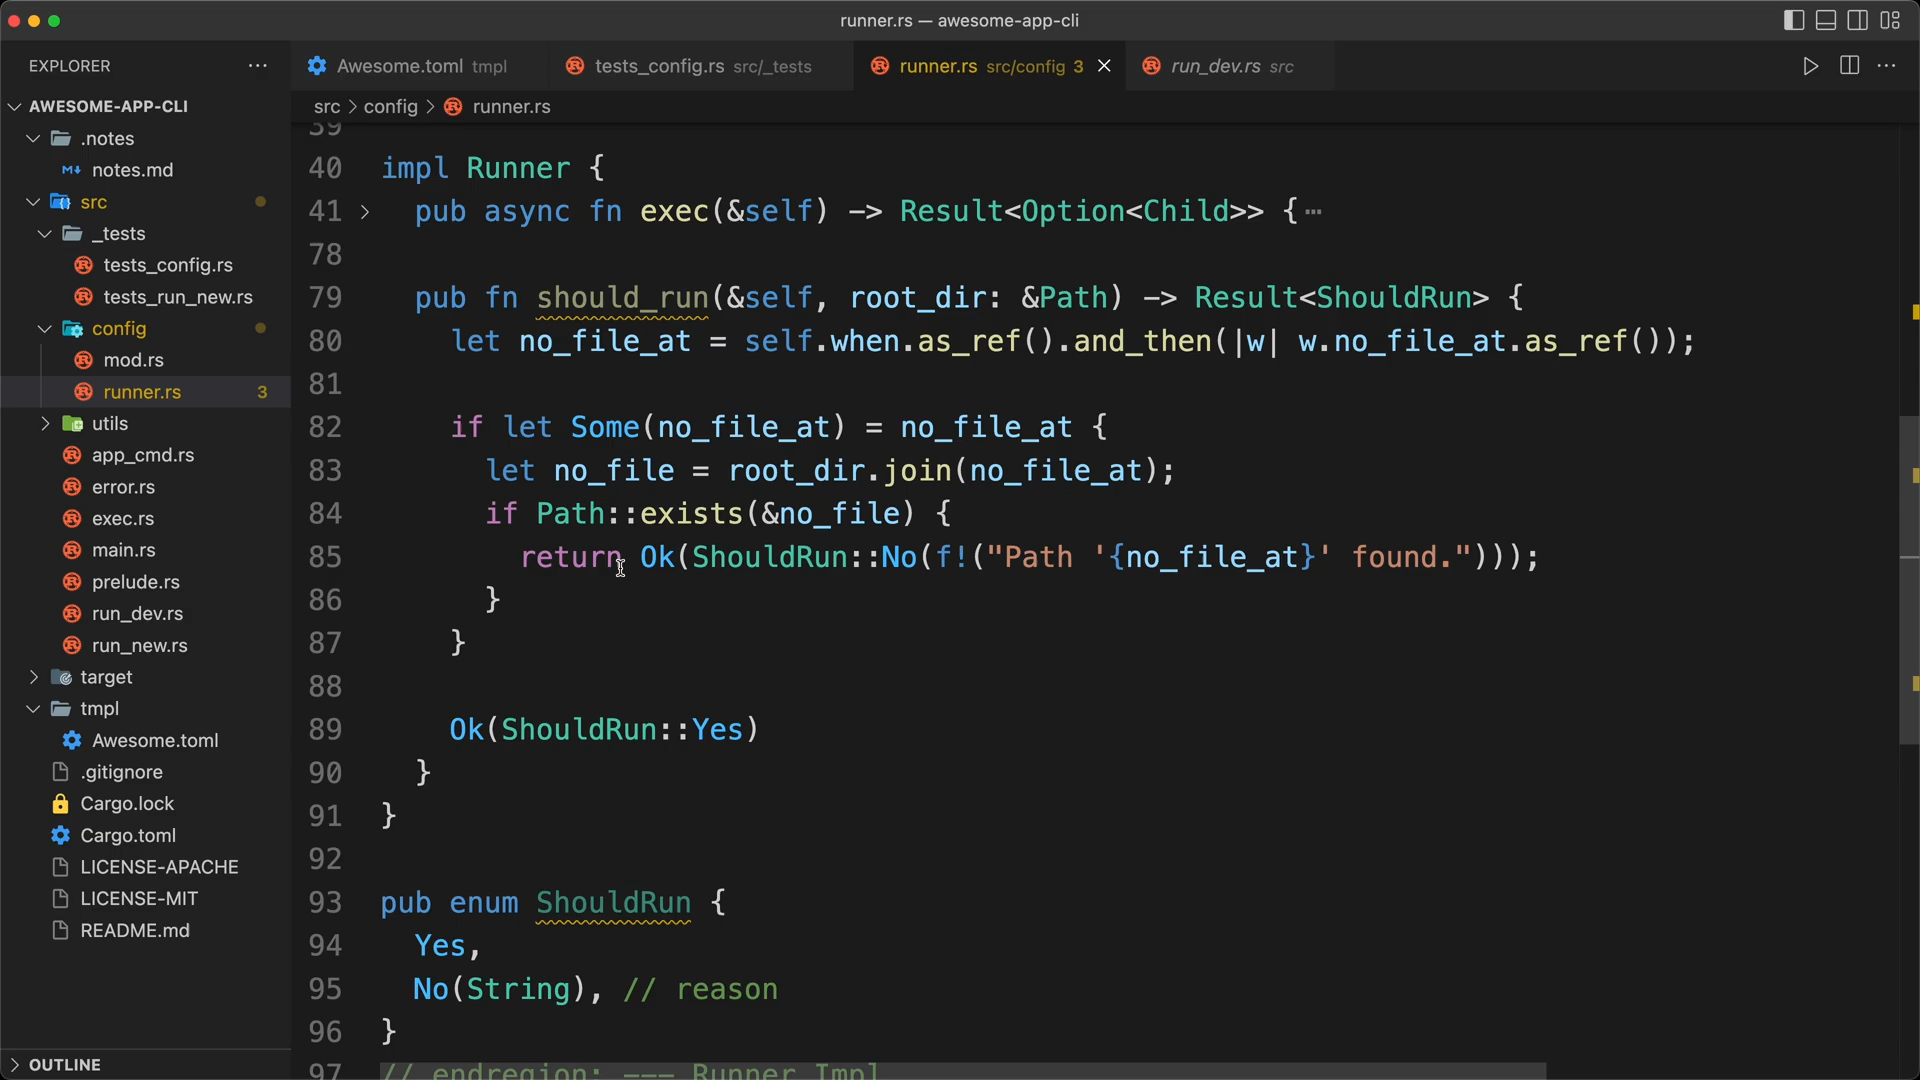 runner.rs — awesome-app-cli
EXPLORER
AWESOME-APP-CLI
.notes
notes.md
src
_tests
tests_config.rs
tests_run_new.rs
config
mod.rs
runner.rs 3
utils
app_cmd.rs
error.rs
exec.rs
main.rs
prelude.rs
run_dev.rs
run_new.rs
target
tmpl
Awesome.toml
.gitignore
Cargo.lock
Cargo.toml
LICENSE-APACHE
LICENSE-MIT
README.md
OUTLINE
Awesome.toml tmpl
tests_config.rs src/_tests
runner.rs src/config 3
run_dev.rs src
src > config > runner.rs
39
40 impl Runner {
41 pub async fn exec(&self) -> Result<Option<Child>> {⋯
78
79 pub fn should_run(&self, root_dir: &Path) -> Result<ShouldRun> {
80 let no_file_at = self.when.as_ref().and_then(|w| w.no_file_at.as_ref());
81
82 if let Some(no_file_at) = no_file_at {
83 let no_file = root_dir.join(no_file_at);
84 if Path::exists(&no_file) {
85 return Ok(ShouldRun::No(f!("Path '{no_file_at}' found.")));
86 }
87 }
88
89 Ok(ShouldRun::Yes)
90 }
91 }
92
93 pub enum ShouldRun {
94 Yes,
95 No(String), // reason
96 }
97 // endregion: --- Runner Impl